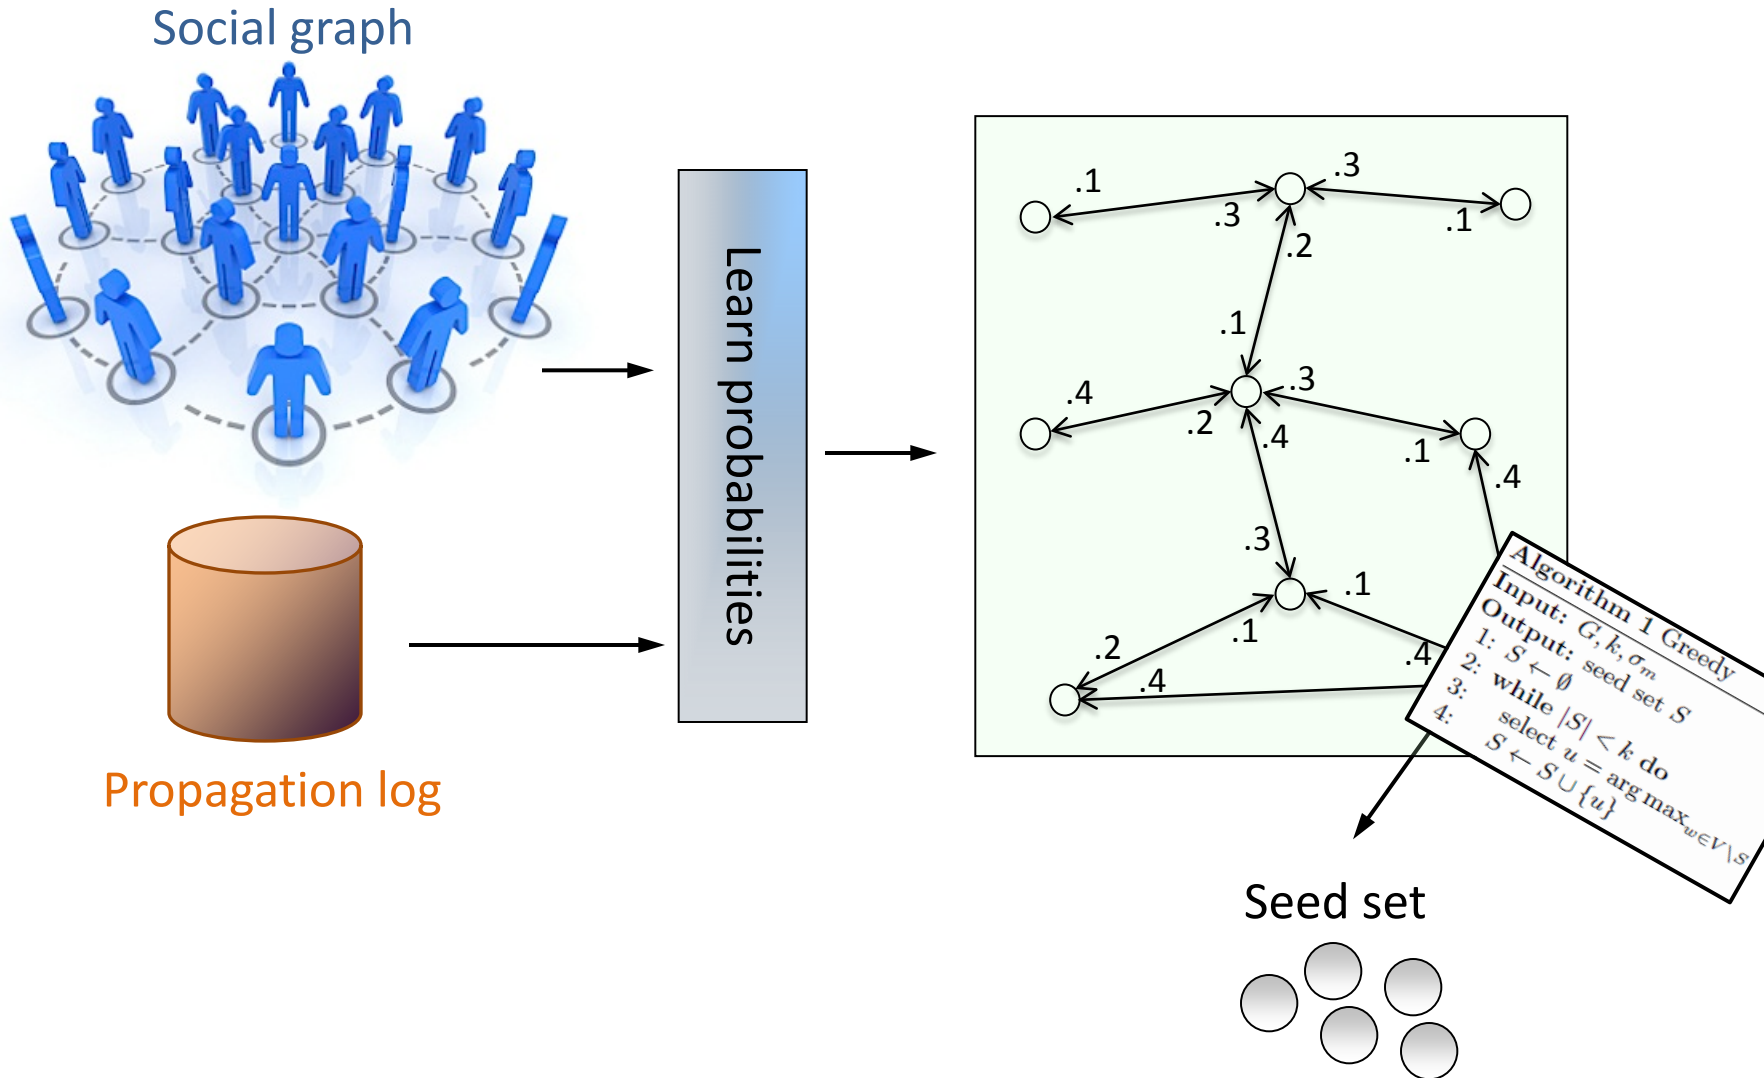 Social graph
Propagation log
Learn probabilities
.1
.3
.3
.1
.2
.1
.4
.2
.3
.1
.4
.4
.3
.1
.1
.2
.4
.4
Algorithm 1 Greedy
Input: G, k, σₘ
Output: seed set S
1: S ← ∅
2: while |S| < k do
3: select u = arg max_{w∈V\S}
4: S ← S ∪ {u}
Seed set